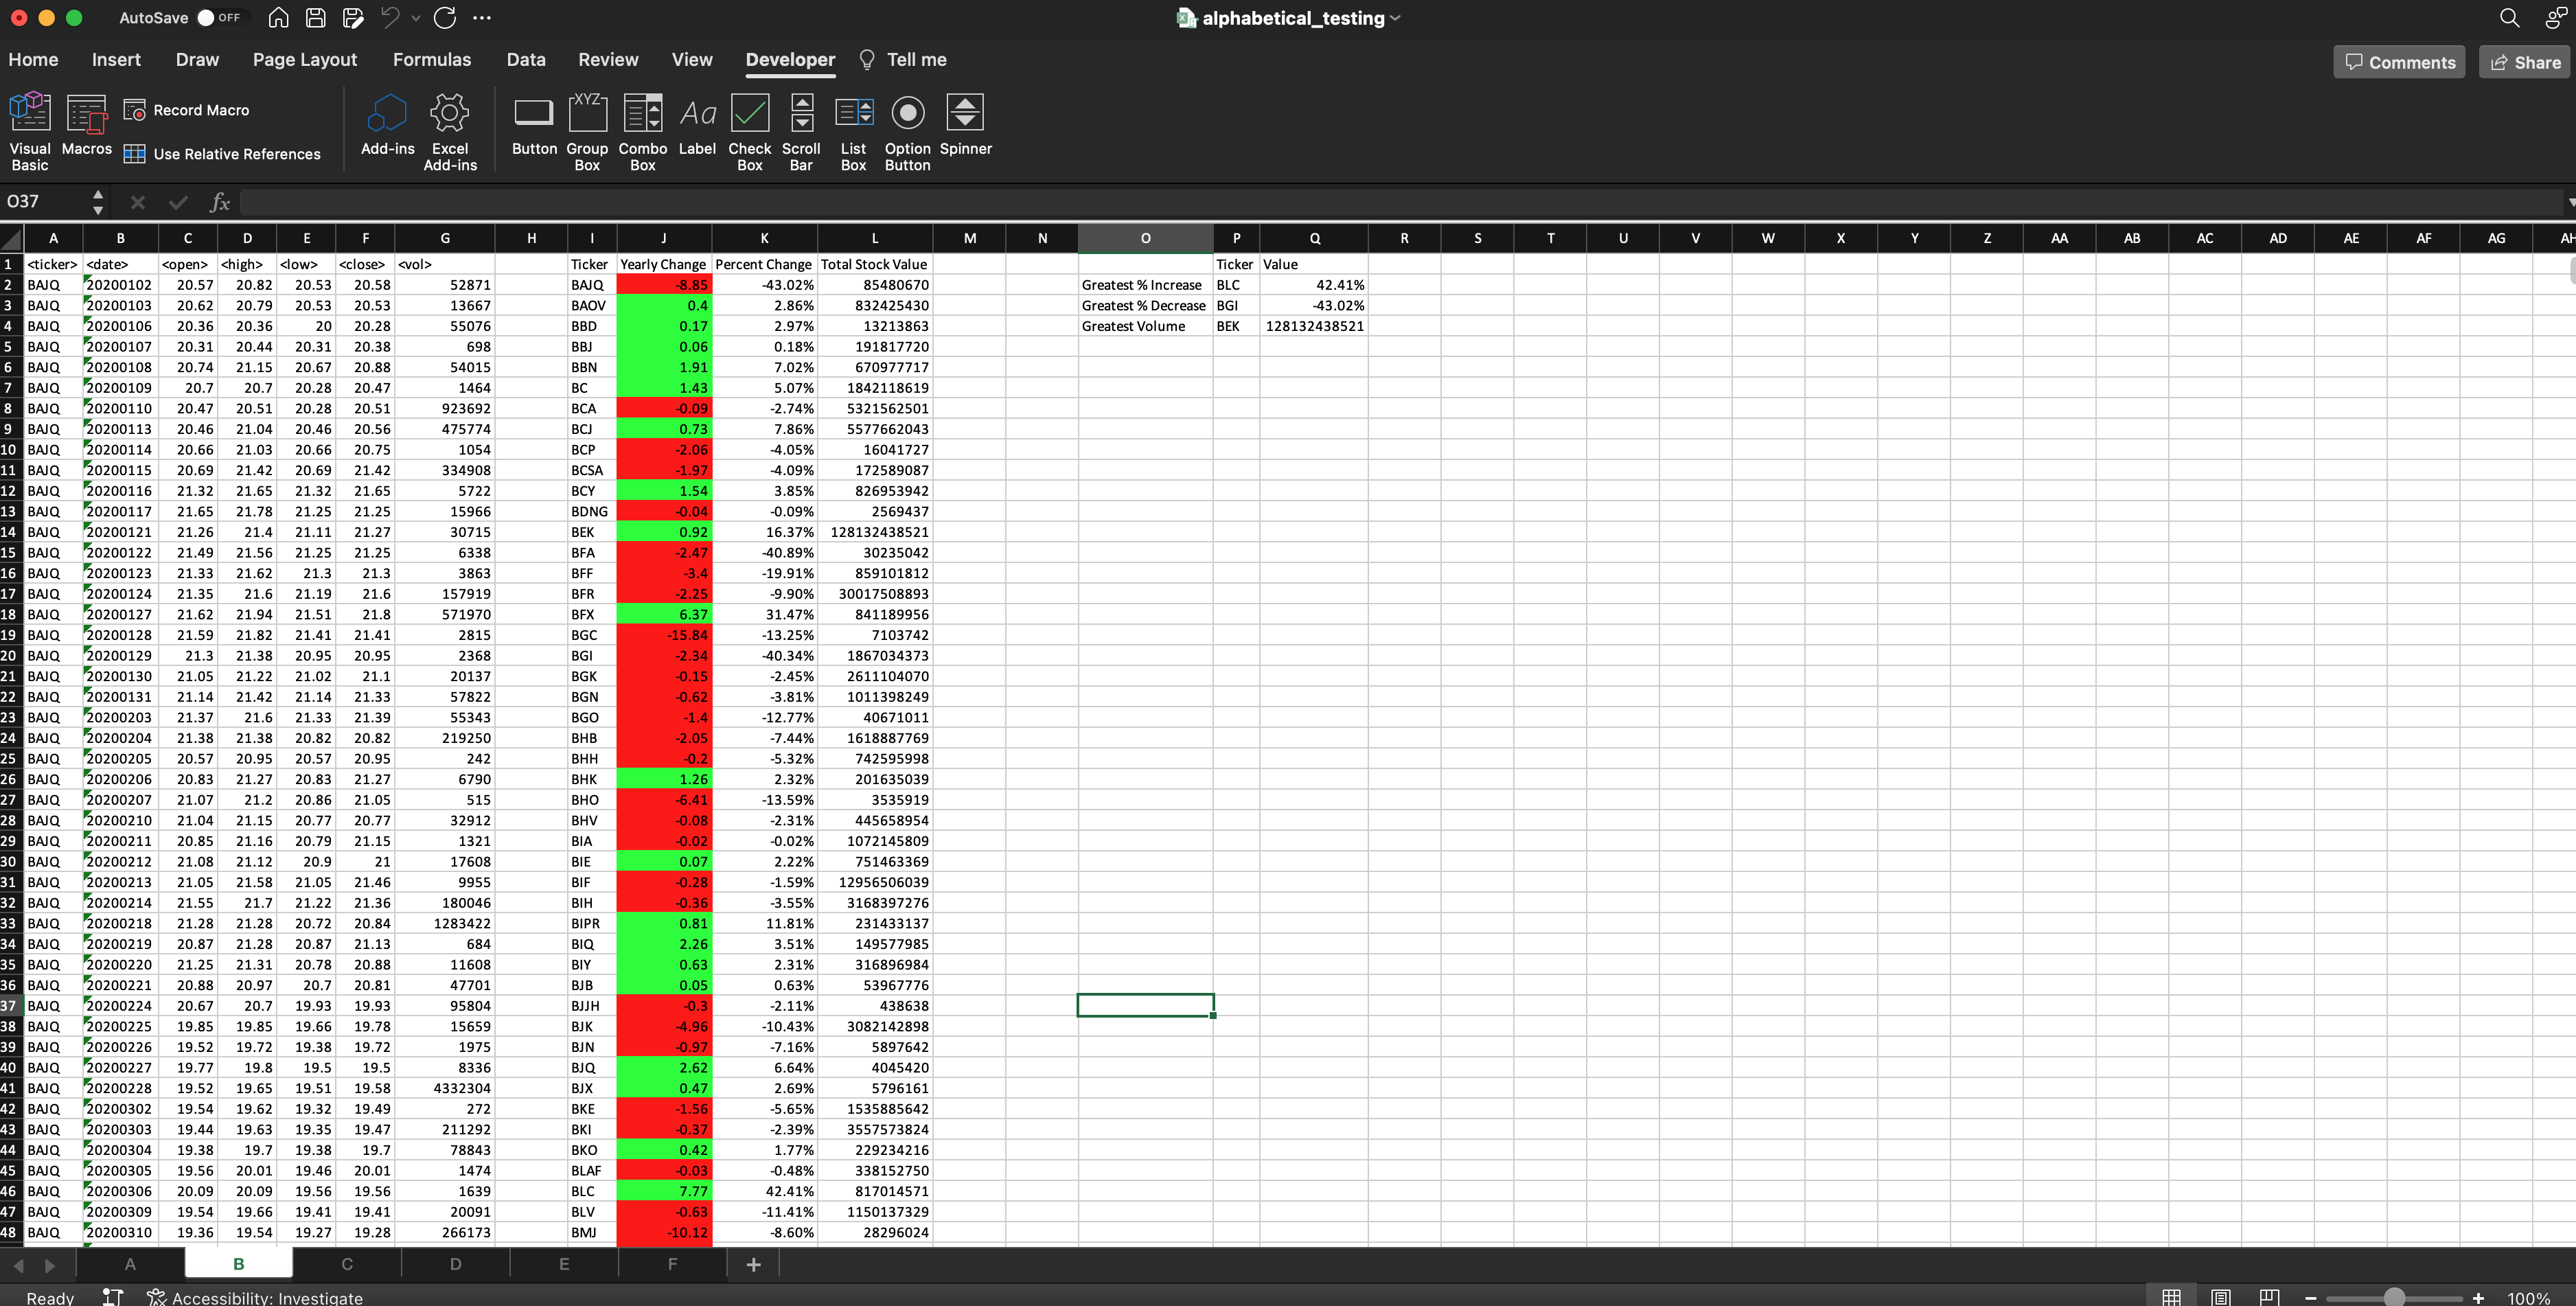 AutoSave OFF alphabetical_testing
Home Insert Draw Page Layout Formulas Data Review View Developer Tell me Comments Share
Visual Basic Macros Record Macro Use Relative References Add-ins Excel Add-ins Button Group Box Combo Box Label Check Box Scroll Bar List Box Option Button Spinner
O37 fx
A B C D E F G H I J K L M N O P Q R S T U V W X Y Z AA AB AC AD AE AF AG AH
1 <ticker> <date> <open> <high> <low> <close> <vol> Ticker Yearly Change Percent Change Total Stock Value Ticker Value
2 BAJQ 20200102 20.57 20.82 20.53 20.58 52871 BAJQ -8.85 -43.02% 85480670 Greatest % Increase BLC 42.41%
3 BAJQ 20200103 20.62 20.79 20.53 20.53 13667 BAOV 0.4 2.86% 832425430 Greatest % Decrease BGI -43.02%
4 BAJQ 20200106 20.36 20.36 20 20.28 55076 BBD 0.17 2.97% 13213863 Greatest Volume BEK 128132438521
5 BAJQ 20200107 20.31 20.44 20.31 20.38 698 BBJ 0.06 0.18% 191817720
6 BAJQ 20200108 20.74 21.15 20.67 20.88 54015 BBN 1.91 7.02% 670977717
7 BAJQ 20200109 20.7 20.7 20.28 20.47 1464 BC 1.43 5.07% 1842118619
8 BAJQ 20200110 20.47 20.51 20.28 20.51 923692 BCA -0.09 -2.74% 5321562501
9 BAJQ 20200113 20.46 21.04 20.46 20.56 475774 BCJ 0.73 7.86% 5577662043
10 BAJQ 20200114 20.66 21.03 20.66 20.75 1054 BCP -2.06 -4.05% 16041727
11 BAJQ 20200115 20.69 21.42 20.69 21.42 334908 BCSA -1.97 -4.09% 172589087
12 BAJQ 20200116 21.32 21.65 21.32 21.65 5722 BCY 1.54 3.85% 826953942
13 BAJQ 20200117 21.65 21.78 21.25 21.25 15966 BDNG -0.04 -0.09% 2569437
14 BAJQ 20200121 21.26 21.4 21.11 21.27 30715 BEK 0.92 16.37% 128132438521
15 BAJQ 20200122 21.49 21.56 21.25 21.25 6338 BFA -2.47 -40.89% 30235042
16 BAJQ 20200123 21.33 21.62 21.3 21.3 3863 BFF -3.4 -19.91% 859101812
17 BAJQ 20200124 21.35 21.6 21.19 21.6 157919 BFR -2.25 -9.90% 30017508893
18 BAJQ 20200127 21.62 21.94 21.51 21.8 571970 BFX 6.37 31.47% 841189956
19 BAJQ 20200128 21.59 21.82 21.41 21.41 2815 BGC -15.84 -13.25% 7103742
20 BAJQ 20200129 21.3 21.38 20.95 20.95 2368 BGI -2.34 -40.34% 1867034373
21 BAJQ 20200130 21.05 21.22 21.02 21.1 20137 BGK -0.15 -2.45% 2611104070
22 BAJQ 20200131 21.14 21.42 21.14 21.33 57822 BGN -0.62 -3.81% 1011398249
23 BAJQ 20200203 21.37 21.6 21.33 21.39 55343 BGO -1.4 -12.77% 40671011
24 BAJQ 20200204 21.38 21.38 20.82 20.82 219250 BHB -2.05 -7.44% 1618887769
25 BAJQ 20200205 20.57 20.95 20.57 20.95 242 BHH -0.2 -5.32% 742595998
26 BAJQ 20200206 20.83 21.27 20.83 21.27 6790 BHK 1.26 2.32% 201635039
27 BAJQ 20200207 21.07 21.2 20.86 21.05 515 BHO -6.41 -13.59% 3535919
28 BAJQ 20200210 21.04 21.15 20.77 20.77 32912 BHV -0.08 -2.31% 445658954
29 BAJQ 20200211 20.85 21.16 20.79 21.15 1321 BIA -0.02 -0.02% 1072145809
30 BAJQ 20200212 21.08 21.12 20.9 21 17608 BIE 0.07 2.22% 751463369
31 BAJQ 20200213 21.05 21.58 21.05 21.46 9955 BIF -0.28 -1.59% 12956506039
32 BAJQ 20200214 21.55 21.7 21.22 21.36 180046 BIH -0.36 -3.55% 3168397276
33 BAJQ 20200218 21.28 21.28 20.72 20.84 1283422 BIPR 0.81 11.81% 231433137
34 BAJQ 20200219 20.87 21.28 20.87 21.13 684 BIQ 2.26 3.51% 149577985
35 BAJQ 20200220 21.25 21.31 20.78 20.88 11608 BIY 0.63 2.31% 316896984
36 BAJQ 20200221 20.88 20.97 20.7 20.81 47701 BJB 0.05 0.63% 53967776
37 BAJQ 20200224 20.67 20.7 19.93 19.93 95804 BJJH -0.3 -2.11% 438638
38 BAJQ 20200225 19.85 19.85 19.66 19.78 15659 BJK -4.96 -10.43% 3082142898
39 BAJQ 20200226 19.52 19.72 19.38 19.72 1975 BJN -0.97 -7.16% 5897642
40 BAJQ 20200227 19.77 19.8 19.5 19.5 8336 BJQ 2.62 6.64% 4045420
41 BAJQ 20200228 19.52 19.65 19.51 19.58 4332304 BJX 0.47 2.69% 5796161
42 BAJQ 20200302 19.54 19.62 19.32 19.49 272 BKE -1.56 -5.65% 1535885642
43 BAJQ 20200303 19.44 19.63 19.35 19.47 211292 BKI -0.37 -2.39% 3557573824
44 BAJQ 20200304 19.38 19.7 19.38 19.7 78843 BKO 0.42 1.77% 229234216
45 BAJQ 20200305 19.56 20.01 19.46 20.01 1474 BLAF -0.03 -0.48% 338152750
46 BAJQ 20200306 20.09 20.09 19.56 19.56 1639 BLC 7.77 42.41% 817014571
47 BAJQ 20200309 19.54 19.66 19.41 19.41 20091 BLV -0.63 -11.41% 1150137329
48 BAJQ 20200310 19.36 19.54 19.27 19.28 266173 BMJ -10.12 -8.60% 28296024
A B C D E F +
Ready Accessibility: Investigate 100%